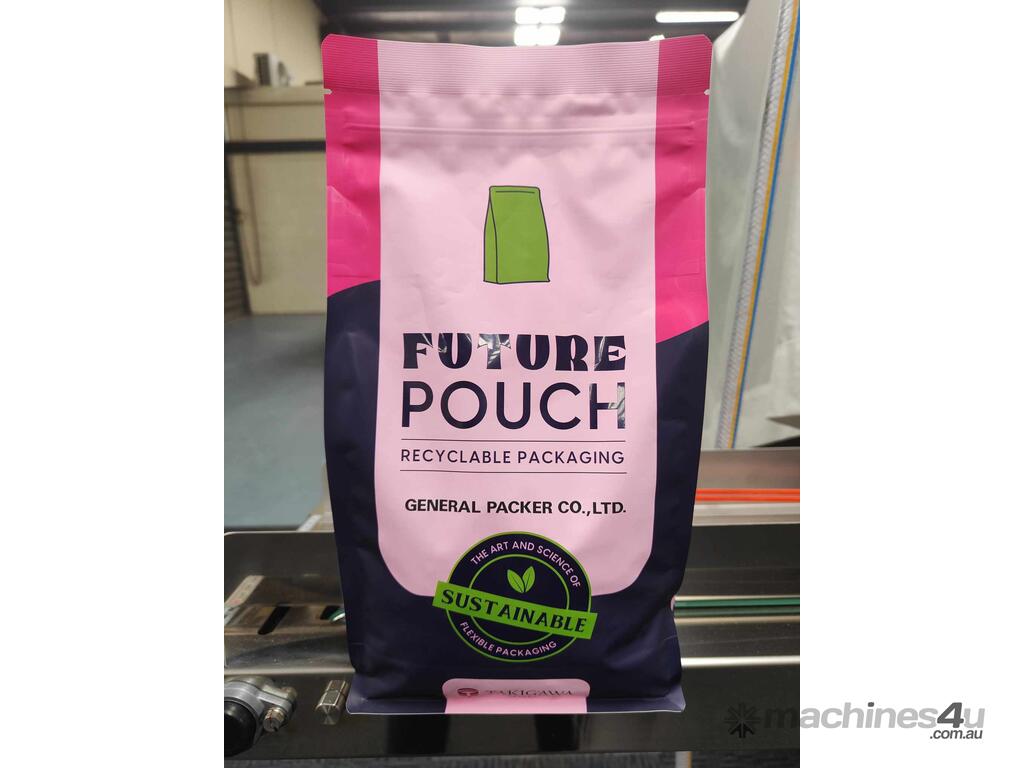 FUTURE
POUCH
RECYCLABLE PACKAGING
GENERAL PACKER CO.,LTD.
THE ART AND SCIENCE OF
SUSTAINABLE
FLEXIBLE PACKAGING
TAKIGAWA
machines4u
.com.au